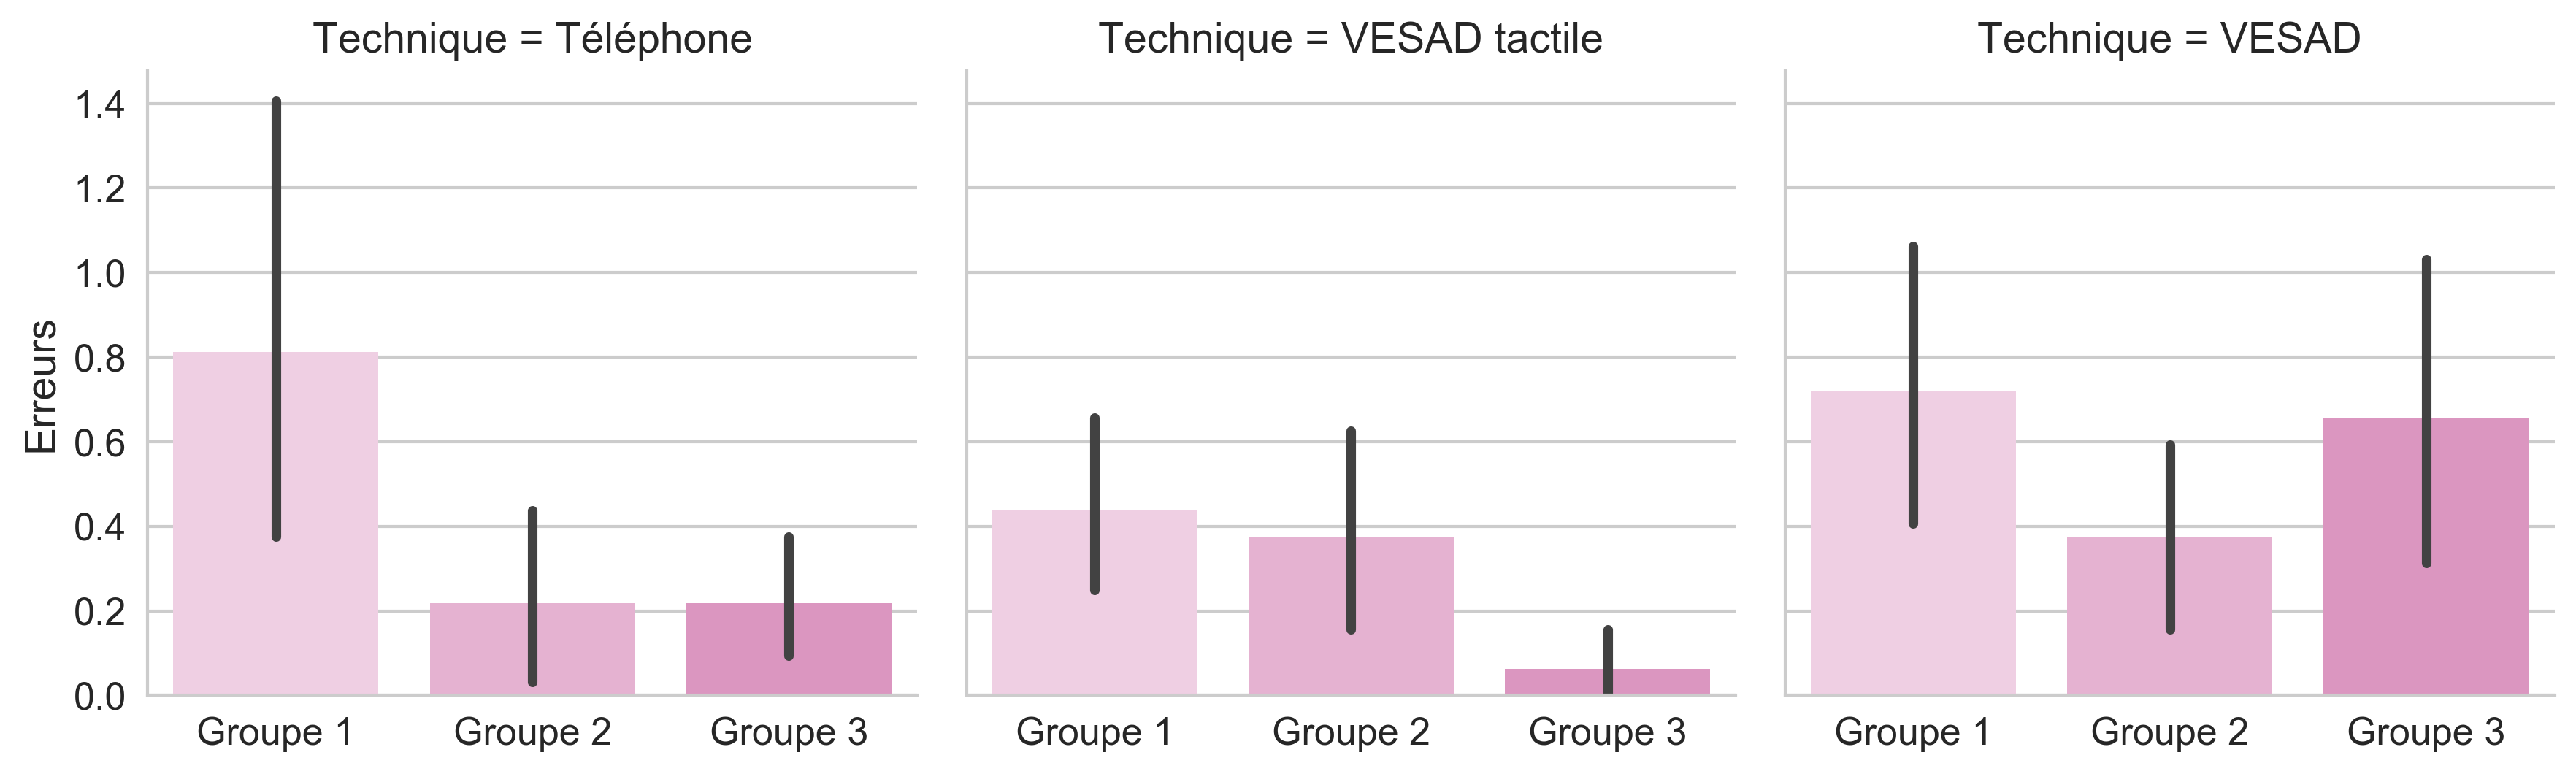 Technique = Téléphone
Technique = VESAD tactile
Technique = VESAD
Erreurs
1.4
1.2
1.0
0.8
0.6
0.4
0.2
0.0
Groupe 1 Groupe 2 Groupe 3
Groupe 1 Groupe 2 Groupe 3
Groupe 1 Groupe 2 Groupe 3